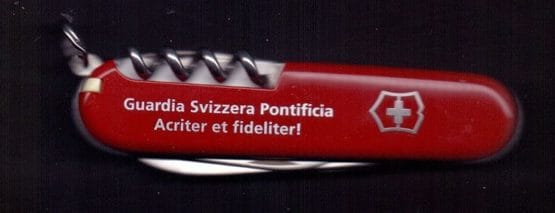 Guardia Svizzera Pontificia
Acriter et fideliter!